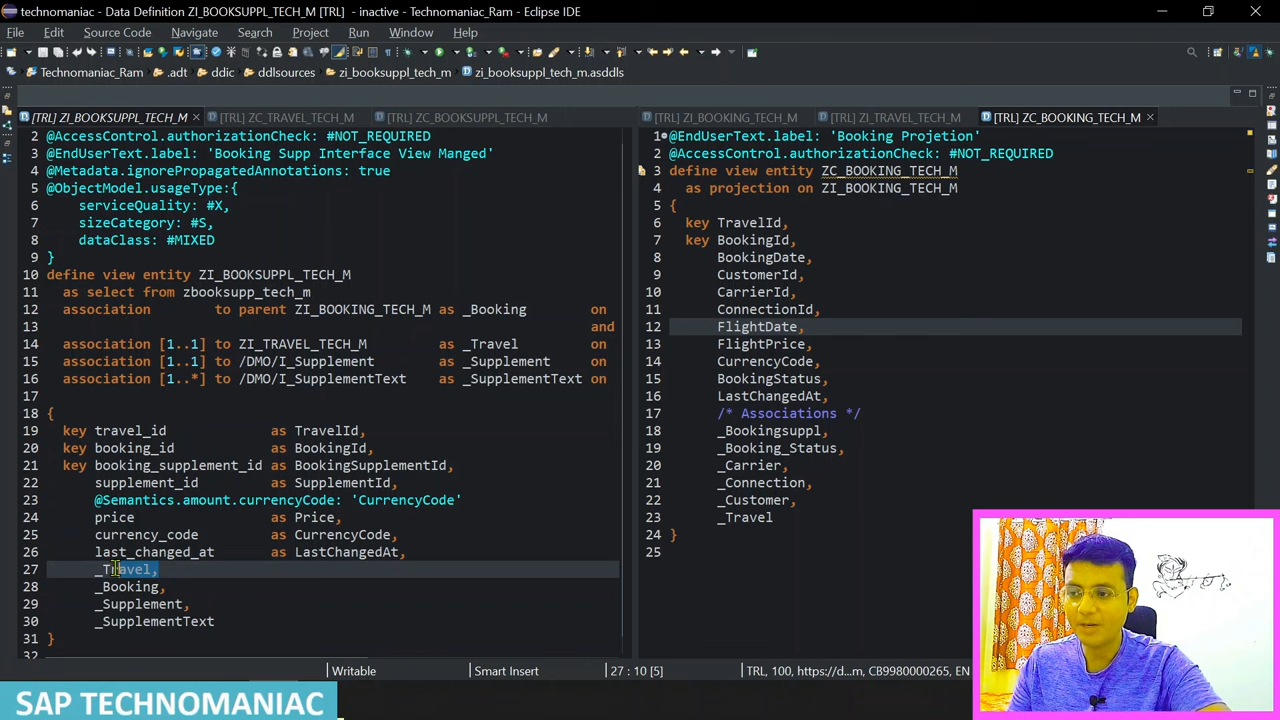 technomaniac - Data Definition ZI_BOOKSUPPL_TECH_M [TRL] - inactive - Technomaniac_Ram - Eclipse IDE
File Edit Source Code Navigate Search Project Run Window Help
Technomaniac_Ram .adt ddic ddlsources zi_booksuppl_tech_m zi_booksuppl_tech_m.asddls
[TRL] ZI_BOOKSUPPL_TECH_M [TRL] ZC_TRAVEL_TECH_M [TRL] ZC_BOOKSUPPL_TECH_M
2 @AccessControl.authorizationCheck: #NOT_REQUIRED
3 @EndUserText.label: 'Booking Supp Interface View Manged'
4 @Metadata.ignorePropagatedAnnotations: true
5 @ObjectModel.usageType:{
6 serviceQuality: #X,
7 sizeCategory: #S,
8 dataClass: #MIXED
9 }
10 define view entity ZI_BOOKSUPPL_TECH_M
11 as select from zbooksupp_tech_m
12 association to parent ZI_BOOKING_TECH_M as _Booking on
13 and
14 association [1..1] to ZI_TRAVEL_TECH_M as _Travel on
15 association [1..1] to /DMO/I_Supplement as _Supplement on
16 association [1..*] to /DMO/I_SupplementText as _SupplementText on
17
18 {
19 key travel_id as TravelId,
20 key booking_id as BookingId,
21 key booking_supplement_id as BookingSupplementId,
22 supplement_id as SupplementId,
23 @Semantics.amount.currencyCode: 'CurrencyCode'
24 price as Price,
25 currency_code as CurrencyCode,
26 last_changed_at as LastChangedAt,
27 _Travel,
28 _Booking,
29 _Supplement,
30 _SupplementText
31 }
32
[TRL] ZI_BOOKING_TECH_M [TRL] ZI_TRAVEL_TECH_M [TRL] ZC_BOOKING_TECH_M
1 @EndUserText.label: 'Booking Projetion'
2 @AccessControl.authorizationCheck: #NOT_REQUIRED
3 define view entity ZC_BOOKING_TECH_M
4 as projection on ZI_BOOKING_TECH_M
5 {
6 key TravelId,
7 key BookingId,
8 BookingDate,
9 CustomerId,
10 CarrierId,
11 ConnectionId,
12 FlightDate,
13 FlightPrice,
14 CurrencyCode,
15 BookingStatus,
16 LastChangedAt,
17 /* Associations */
18 _Bookingsuppl,
19 _Booking_Status,
20 _Carrier,
21 _Connection,
22 _Customer,
23 _Travel
24 }
25
Writable Smart Insert 27 : 10 [5] TRL, 100, https://d...m, CB9980000265, EN
SAP TECHNOMANIAC